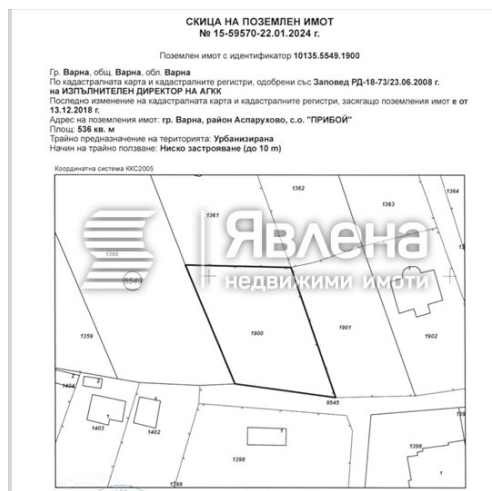 СКИЦА НА ПОЗЕМЛЕН ИМОТ
№ 15-59570-22.01.2024 г.
Поземлен имот с идентификатор 10135.5549.1900
Гр. Варна, общ. Варна, обл. Варна
По кадастралната карта и кадастралните регистри, одобрени със Заповед РД-18-73/23.06.2008 г.
на ИЗПЪЛНИТЕЛЕН ДИРЕКТОР НА АГКК
Последно изменение на кадастралната карта и кадастралните регистри, засягащо поземления имот е от
13.12.2018 г.
Адрес на поземления имот: гр. Варна, район Аспарухово, с.о. "ПРИБОЙ"
Площ: 536 кв. м
Трайно предназначение на територията: Урбанизирана
Начин на трайно ползване: Ниско застрояване (до 10 m)
Координатна система ККС2005
1364
1362
1363
1361
Явлена
недвижими имоти
5549
1359
1900
1901
1902
1404
2
9545
1403
1402
1398
1399
1398
1